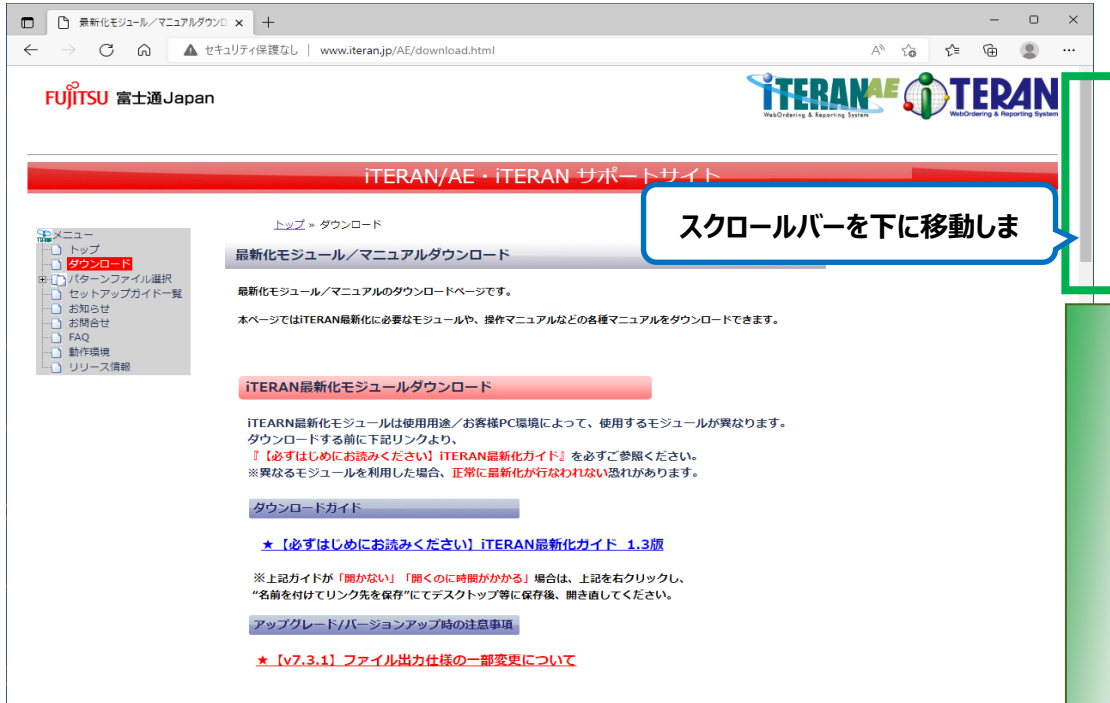 最新化モジュール／マニュアルダウンロ
セキュリティ保護なし | www.iteran.jp/AE/download.html
FUJITSU 富士通Japan
iTERANAE
WebOrdering & Reporting System
iTERAN
WebOrdering & Reporting System
iTERAN/AE・iTERAN サポートサイト
スクロールバーを下に移動しま
メニュー
トップ
ダウンロード
パターンファイル選択
セットアップガイド一覧
お知らせ
お問合せ
FAQ
動作環境
リリース情報
トップ » ダウンロード
最新化モジュール／マニュアルダウンロード
最新化モジュール／マニュアルのダウンロードページです。
本ページではiTERAN最新化に必要なモジュールや、操作マニュアルなどの各種マニュアルをダウンロードできます。
iTERAN最新化モジュールダウンロード
iTEARN最新化モジュールは使用用途／お客様PC環境によって、使用するモジュールが異なります。
ダウンロードする前に下記リンクより、
『【必ずはじめにお読みください】iTERAN最新化ガイド』を必ずご参照ください。
※異なるモジュールを利用した場合、正常に最新化が行なわれない恐れがあります。
ダウンロードガイド
★【必ずはじめにお読みください】iTERAN最新化ガイド 1.3版
※上記ガイドが「開かない」「開くのに時間がかかる」場合は、上記を右クリックし、
“名前を付けてリンク先を保存”にてデスクトップ等に保存後、開き直してください。
アップグレード/バージョンアップ時の注意事項
★【v7.3.1】ファイル出力仕様の一部変更について